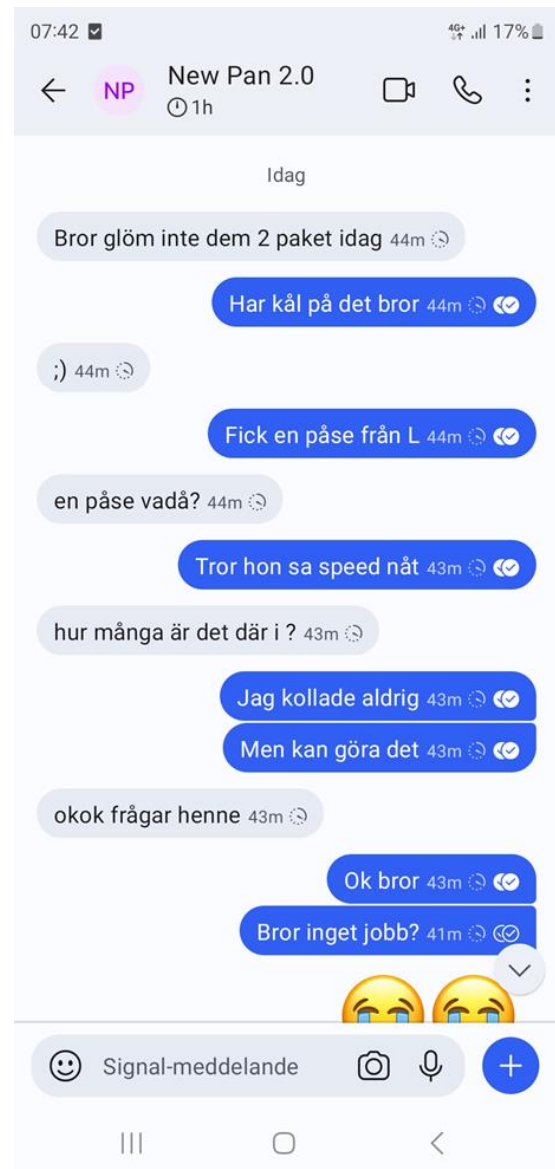 07:42 4G+ 17%
NP New Pan 2.0
1h
Idag
Bror glöm inte dem 2 paket idag 44m
Har kål på det bror 44m
;) 44m
Fick en påse från L 44m
en påse vadå? 44m
Tror hon sa speed nåt 43m
hur många är det där i ? 43m
Jag kollade aldrig 43m
Men kan göra det 43m
okok frågar henne 43m
Ok bror 43m
Bror inget jobb? 41m
😭😭
Signal-meddelande